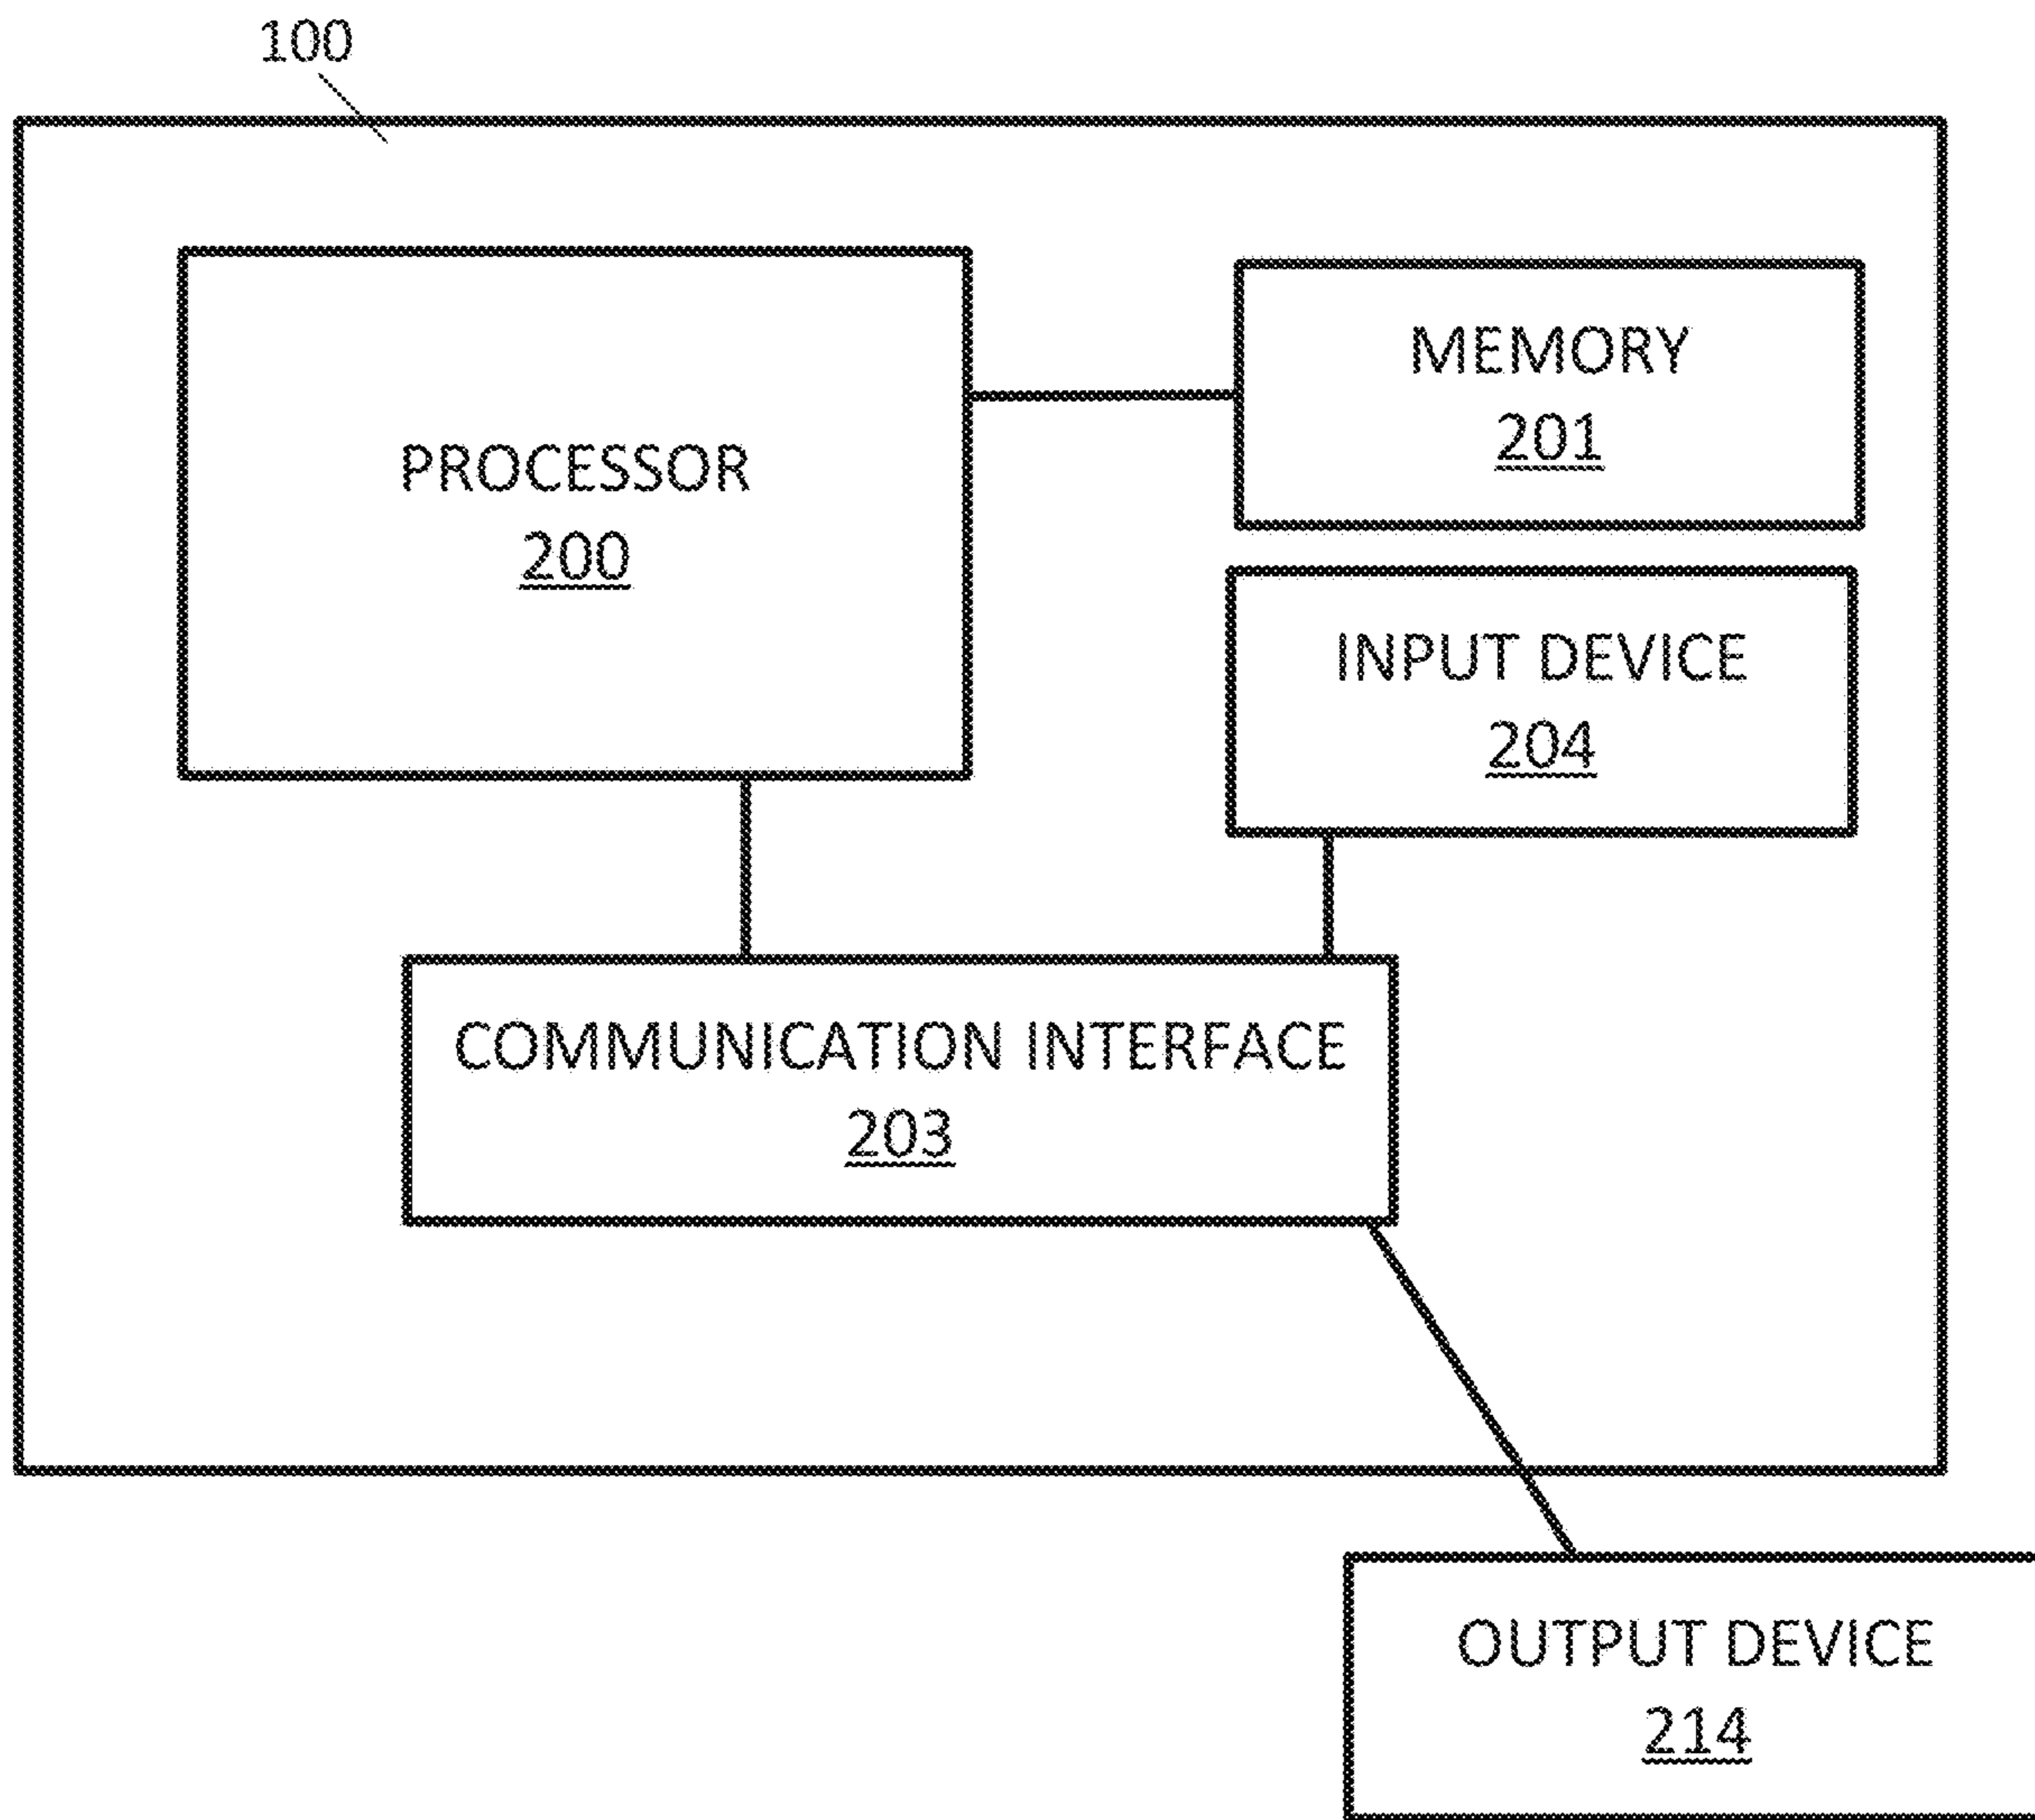 100
PROCESSOR
200
MEMORY
201
INPUT DEVICE
204
COMMUNICATION INTERFACE
203
OUTPUT DEVICE
214